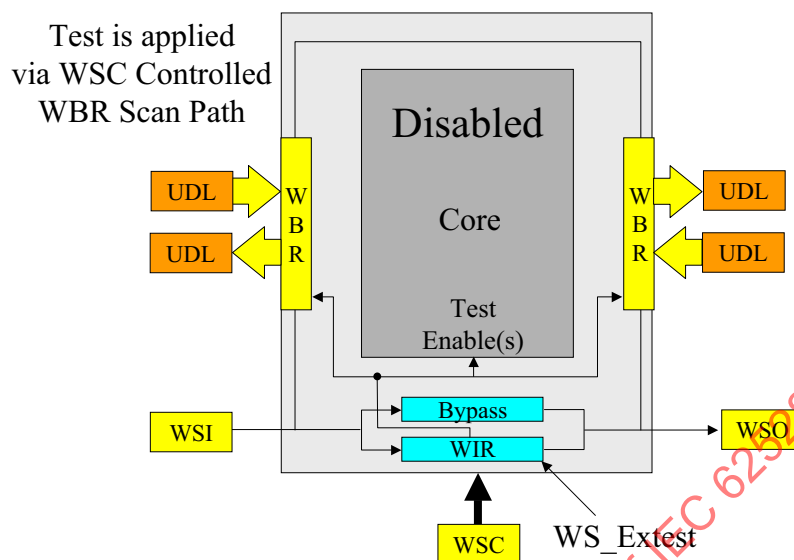 Test is applied
via WSC Controlled
WBR Scan Path
Disabled
Core
Test
Enable(s)
UDL
UDL
W
B
R
W
B
R
UDL
UDL
Bypass
WIR
WSI
WSO
WSC
WS_Extest
IEC